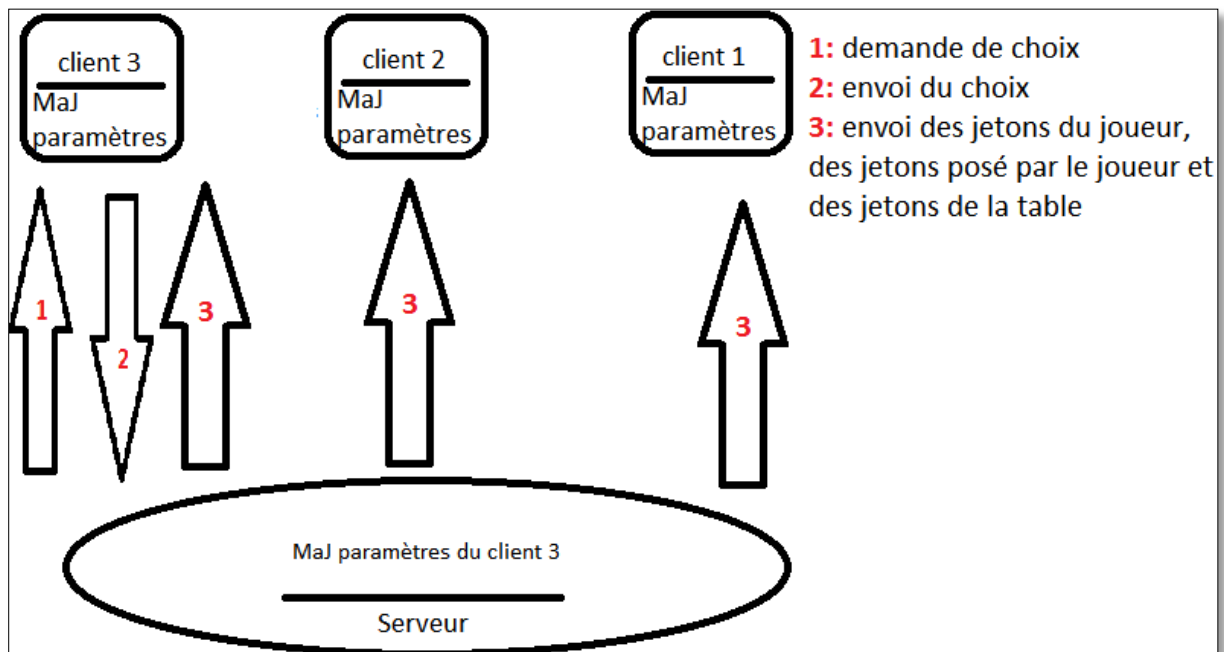 client 3
MaJ
paramètres
client 2
MaJ
paramètres
client 1
MaJ
paramètres
1: demande de choix
2: envoi du choix
3: envoi des jetons du joueur,
des jetons posé par le joueur et
des jetons de la table
1
2
3
3
3
MaJ paramètres du client 3
Serveur